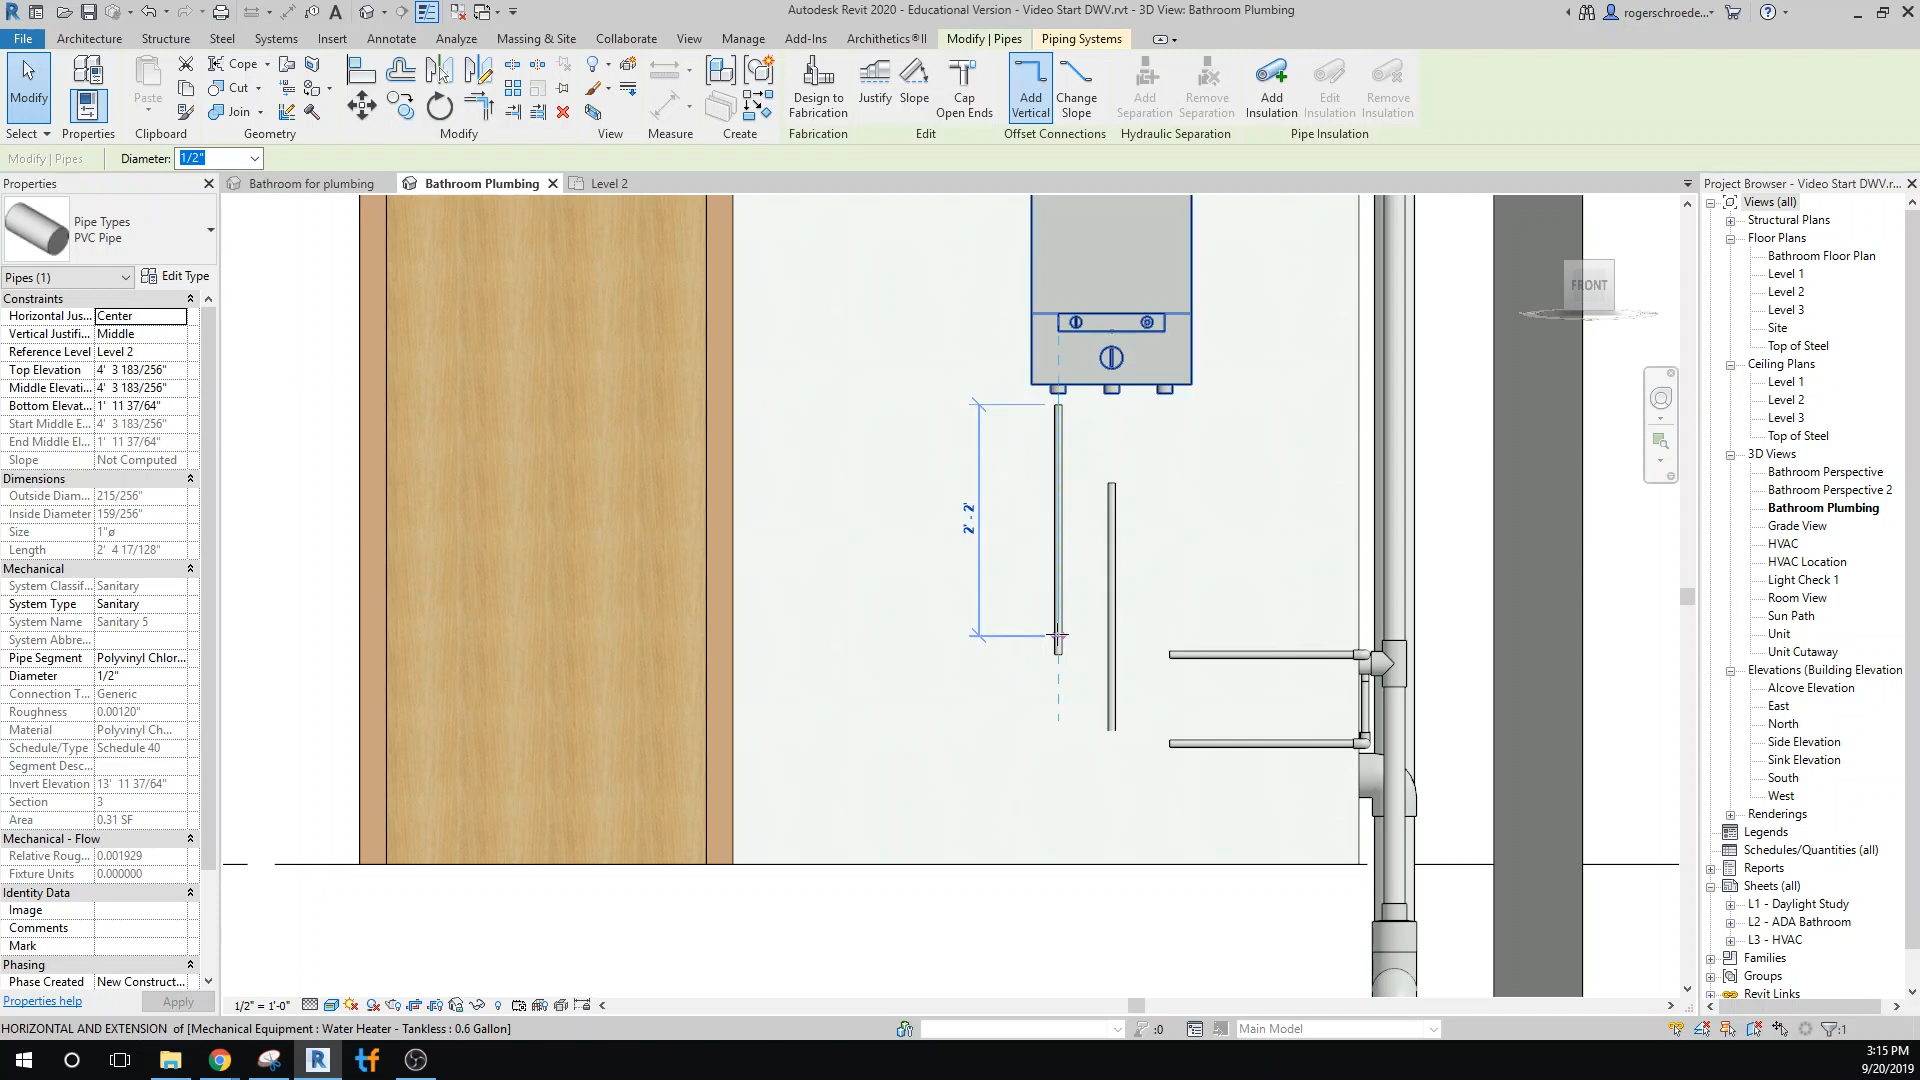 Autodesk Revit 2020 - Educational Version - Video Start DWV.rvt - 3D View: Bathroom Plumbing
rogerschroede...
File Architecture Structure Steel Systems Insert Annotate Analyze Massing & Site Collaborate View Manage Add-Ins Archithetics®II Modify | Pipes Piping Systems
Modify
Paste
Cope
Cut
Join
Design to Fabrication
Justify
Slope
Cap Open Ends
Add Vertical
Change Slope
Add Separation
Remove Separation
Add Insulation
Edit Insulation
Remove Insulation
Select Properties Clipboard Geometry Modify View Measure Create Fabrication Edit Offset Connections Hydraulic Separation Pipe Insulation
Modify | Pipes Diameter: 1/2"
Properties
Bathroom for plumbing Bathroom Plumbing Level 2
Pipe Types
PVC Pipe
Pipes (1) Edit Type
Constraints
Horizontal Jus... Center
Vertical Justifi... Middle
Reference Level Level 2
Top Elevation 4' 3 183/256"
Middle Elevati... 4' 3 183/256"
Bottom Elevat... 1' 11 37/64"
Start Middle E... 4' 3 183/256"
End Middle El... 1' 11 37/64"
Slope Not Computed
Dimensions
Outside Diam... 215/256"
Inside Diameter 159/256"
Size 1"ø
Length 2' 4 17/128"
Mechanical
System Classif... Sanitary
System Type Sanitary
System Name Sanitary 5
System Abbre...
Pipe Segment Polyvinyl Chlor...
Diameter 1/2"
Connection T... Generic
Roughness 0.00120"
Material Polyvinyl Ch...
Schedule/Type Schedule 40
Segment Desc...
Invert Elevation 13' 11 37/64"
Section 3
Area 0.31 SF
Mechanical - Flow
Relative Roug... 0.001929
Fixture Units 0.000000
Identity Data
Image
Comments
Mark
Phasing
Phase Created New Construct...
Properties help Apply
2' - 2'
FRONT
Project Browser - Video Start DWV.r...
Views (all)
Structural Plans
Floor Plans
Bathroom Floor Plan
Level 1
Level 2
Level 3
Site
Top of Steel
Ceiling Plans
Level 1
Level 2
Level 3
Top of Steel
3D Views
Bathroom Perspective
Bathroom Perspective 2
Bathroom Plumbing
Grade View
HVAC
HVAC Location
Light Check 1
Room View
Sun Path
Unit
Unit Cutaway
Elevations (Building Elevation
Alcove Elevation
East
North
Side Elevation
Sink Elevation
South
West
Renderings
Legends
Schedules/Quantities (all)
Reports
Sheets (all)
L1 - Daylight Study
L2 - ADA Bathroom
L3 - HVAC
Families
Groups
Revit Links
1/2" = 1'-0"
HORIZONTAL AND EXTENSION of [Mechanical Equipment : Water Heater - Tankless : 0.6 Gallon]
:0
Main Model
:1
3:15 PM
9/20/2019